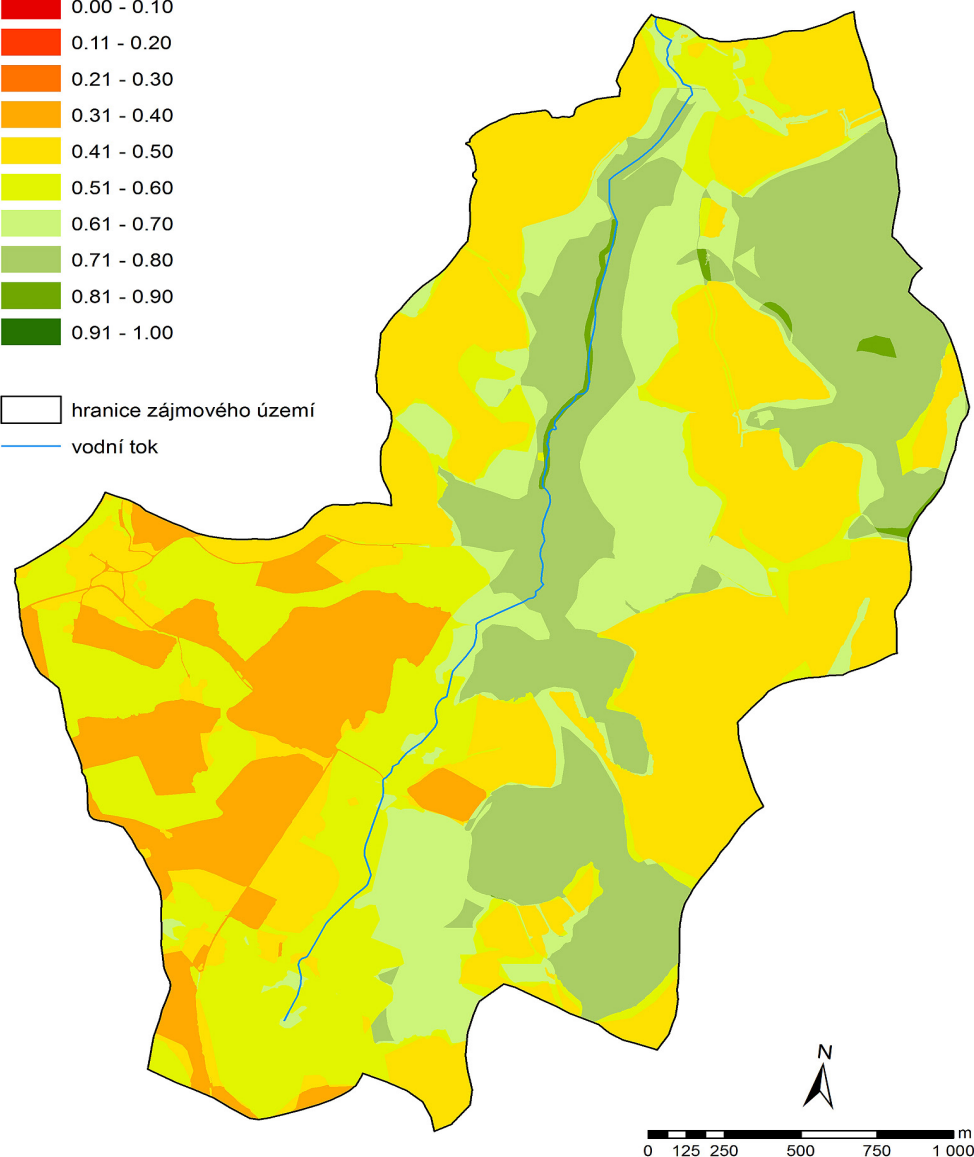 0.00 - 0.10
0.11 - 0.20
0.21 - 0.30
0.31 - 0.40
0.41 - 0.50
0.51 - 0.60
0.61 - 0.70
0.71 - 0.80
0.81 - 0.90
0.91 - 1.00
hranice zájmového území
vodní tok
N
m
0 125 250 500 750 1 000